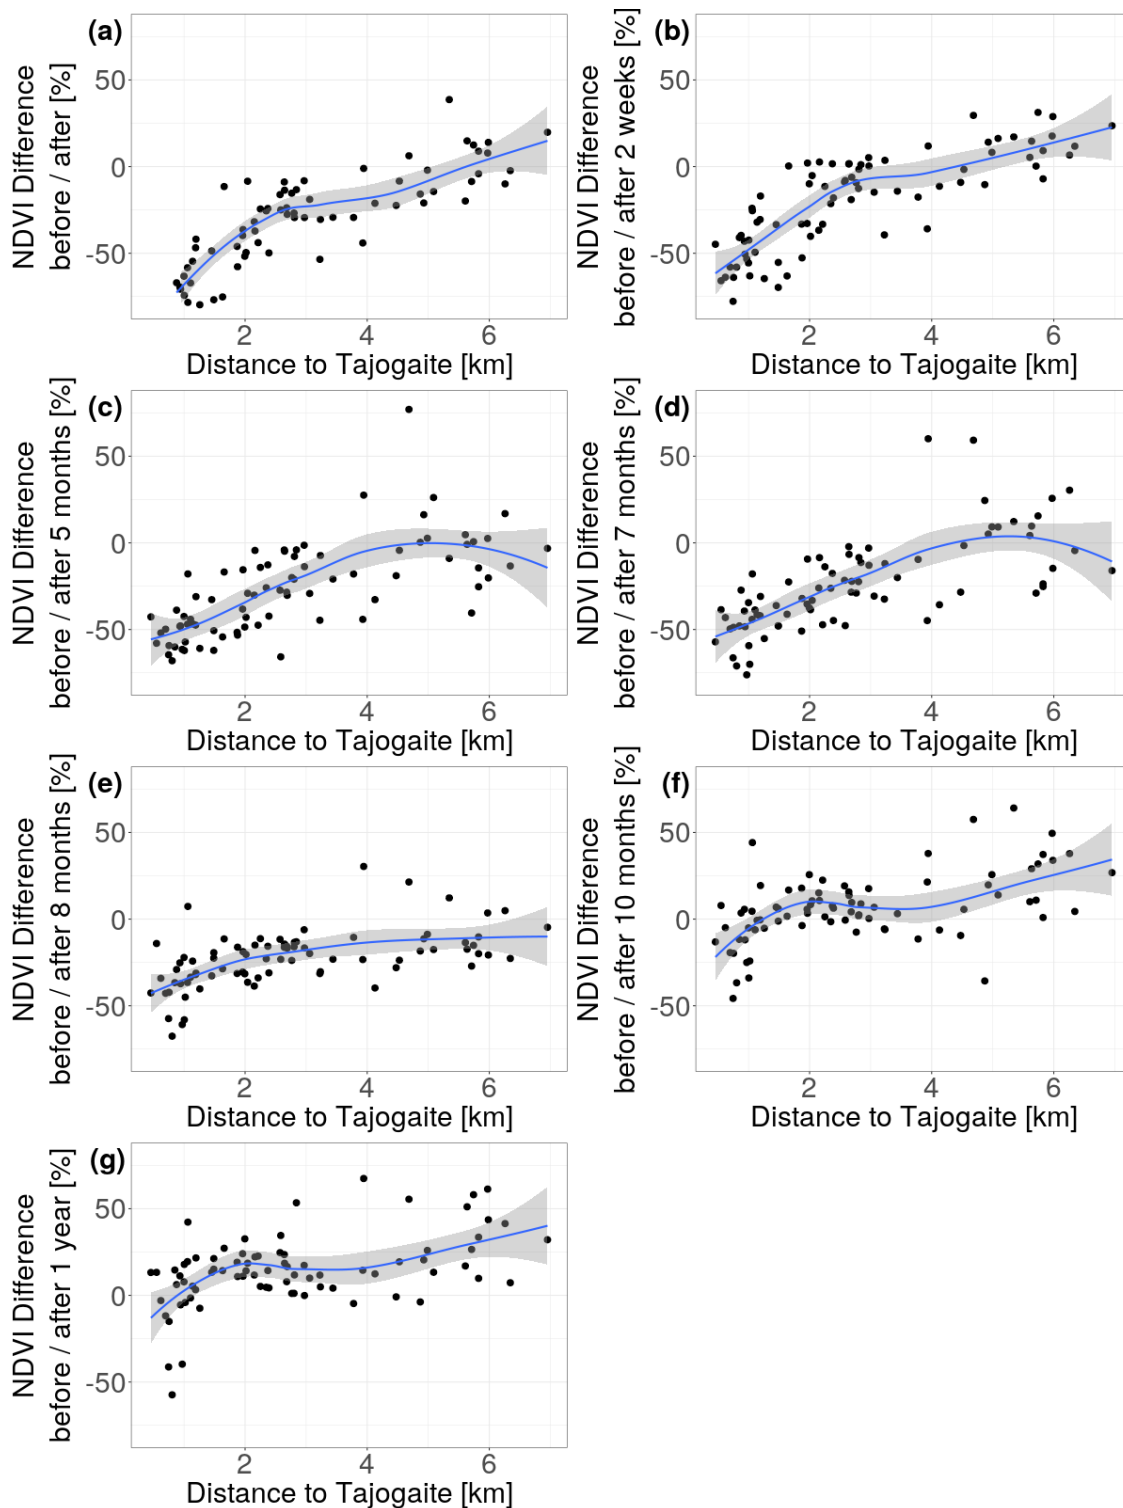 (a)
NDVI Difference
before / after [%]
50
0
-50
2 4 6
Distance to Tajogaite [km]
(b)
NDVI Difference
before / after 2 weeks [%]
50
0
-50
2 4 6
Distance to Tajogaite [km]
(c)
NDVI Difference
before / after 5 months [%]
50
0
-50
2 4 6
Distance to Tajogaite [km]
(d)
NDVI Difference
before / after 7 months [%]
50
0
-50
2 4 6
Distance to Tajogaite [km]
(e)
NDVI Difference
before / after 8 months [%]
50
0
-50
2 4 6
Distance to Tajogaite [km]
(f)
NDVI Difference
before / after 10 months [%]
50
0
-50
2 4 6
Distance to Tajogaite [km]
(g)
NDVI Difference
before / after 1 year [%]
50
0
-50
2 4 6
Distance to Tajogaite [km]